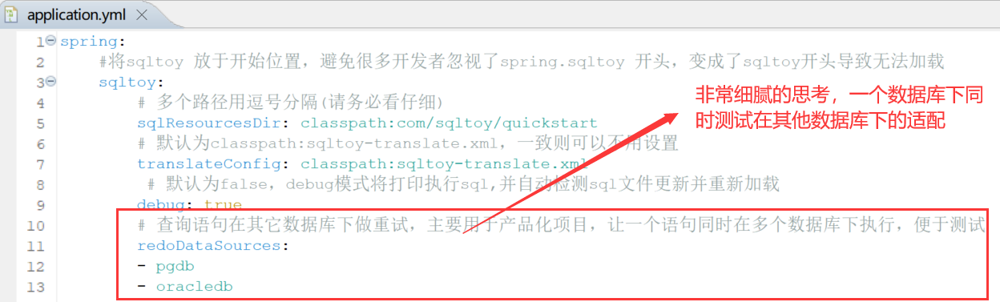 application.yml
1 spring:
2 #将sqltoy 放于开始位置，避免很多开发者忽视了spring.sqltoy 开头，变成了sqltoy开头导致无法加载
3 sqltoy:
4 # 多个路径用逗号分隔(请务必看仔细)
5 sqlResourcesDir: classpath:com/sqltoy/quickstart
6 # 默认为classpath:sqltoy-translate.xml，一致则可以不用设置
7 translateConfig: classpath:sqltoy-translate.xml
8 # 默认为false，debug模式将打印执行sql,并自动检测sql文件更新并重新加载
9 debug: true
10 # 查询语句在其它数据库下做重试，主要用于产品化项目，让一个语句同时在多个数据库下执行，便于测试
11 redoDataSources:
12 - pgdb
13 - oracledb
非常细腻的思考，一个数据库下同
时测试在其他数据库下的适配